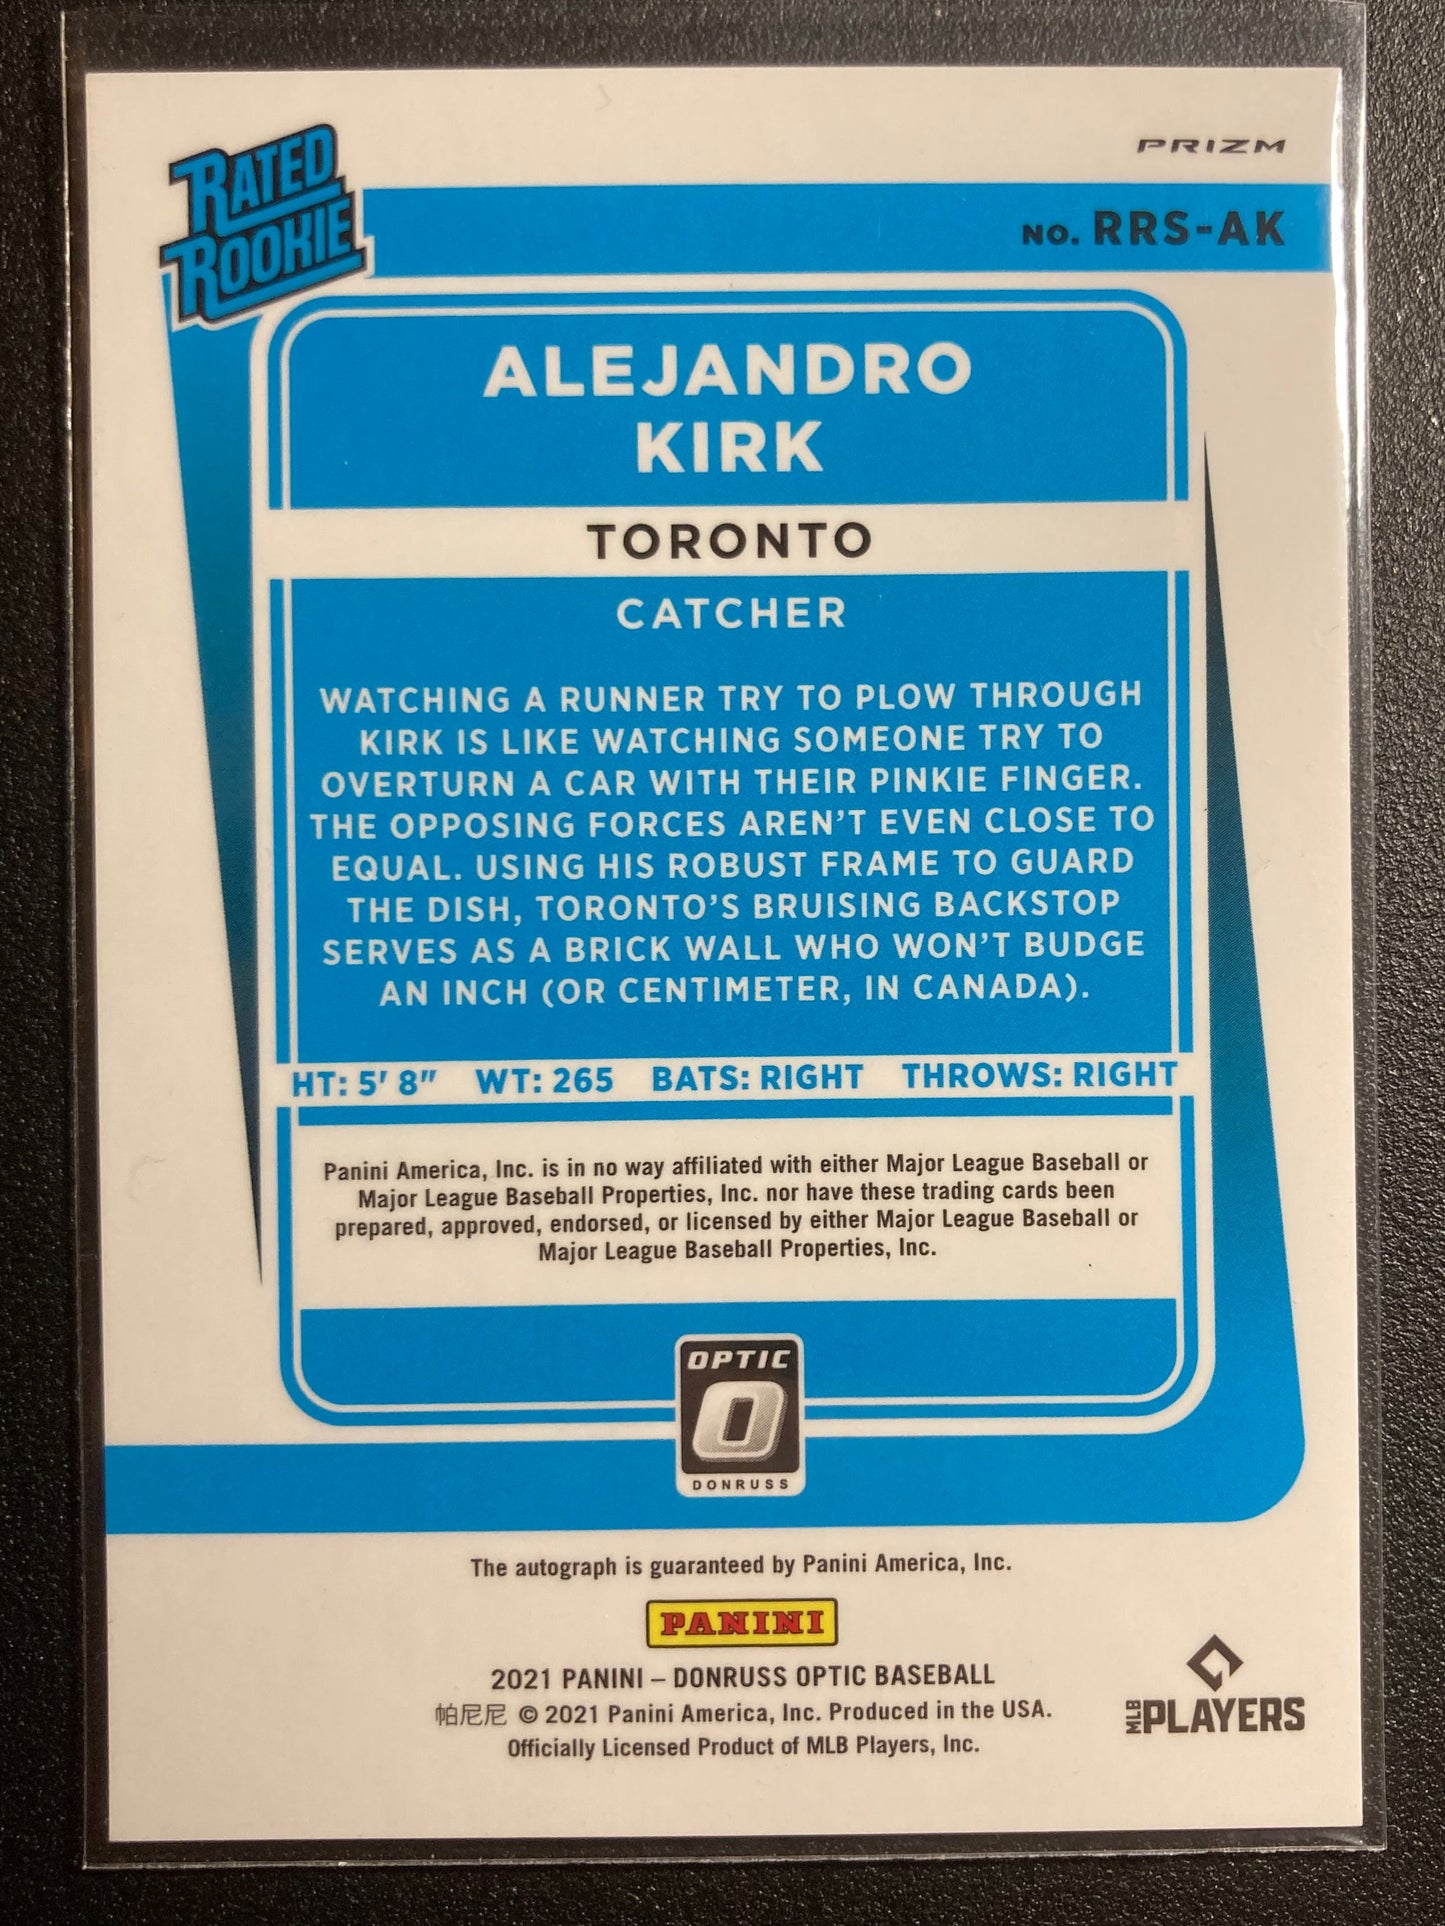 RATED
ROOKIE
PRIZM
NO. RRS-AK
ALEJANDRO
KIRK
TORONTO
CATCHER
WATCHING A RUNNER TRY TO PLOW THROUGH
KIRK IS LIKE WATCHING SOMEONE TRY TO
OVERTURN A CAR WITH THEIR PINKIE FINGER.
THE OPPOSING FORCES AREN'T EVEN CLOSE TO
EQUAL. USING HIS ROBUST FRAME TO GUARD
THE DISH, TORONTO'S BRUISING BACKSTOP
SERVES AS A BRICK WALL WHO WON'T BUDGE
AN INCH (OR CENTIMETER, IN CANADA).
HT: 5' 8" WT: 265 BATS: RIGHT THROWS: RIGHT
Panini America, Inc. is in no way affiliated with either Major League Baseball or
Major League Baseball Properties, Inc. nor have these trading cards been
prepared, approved, endorsed, or licensed by either Major League Baseball or
Major League Baseball Properties, Inc.
OPTIC
O
DONRUSS
The autograph is guaranteed by Panini America, Inc.
PANINI
2021 PANINI – DONRUSS OPTIC BASEBALL
帕尼尼 © 2021 Panini America, Inc. Produced in the USA.
Officially Licensed Product of MLB Players, Inc.
MLB PLAYERS